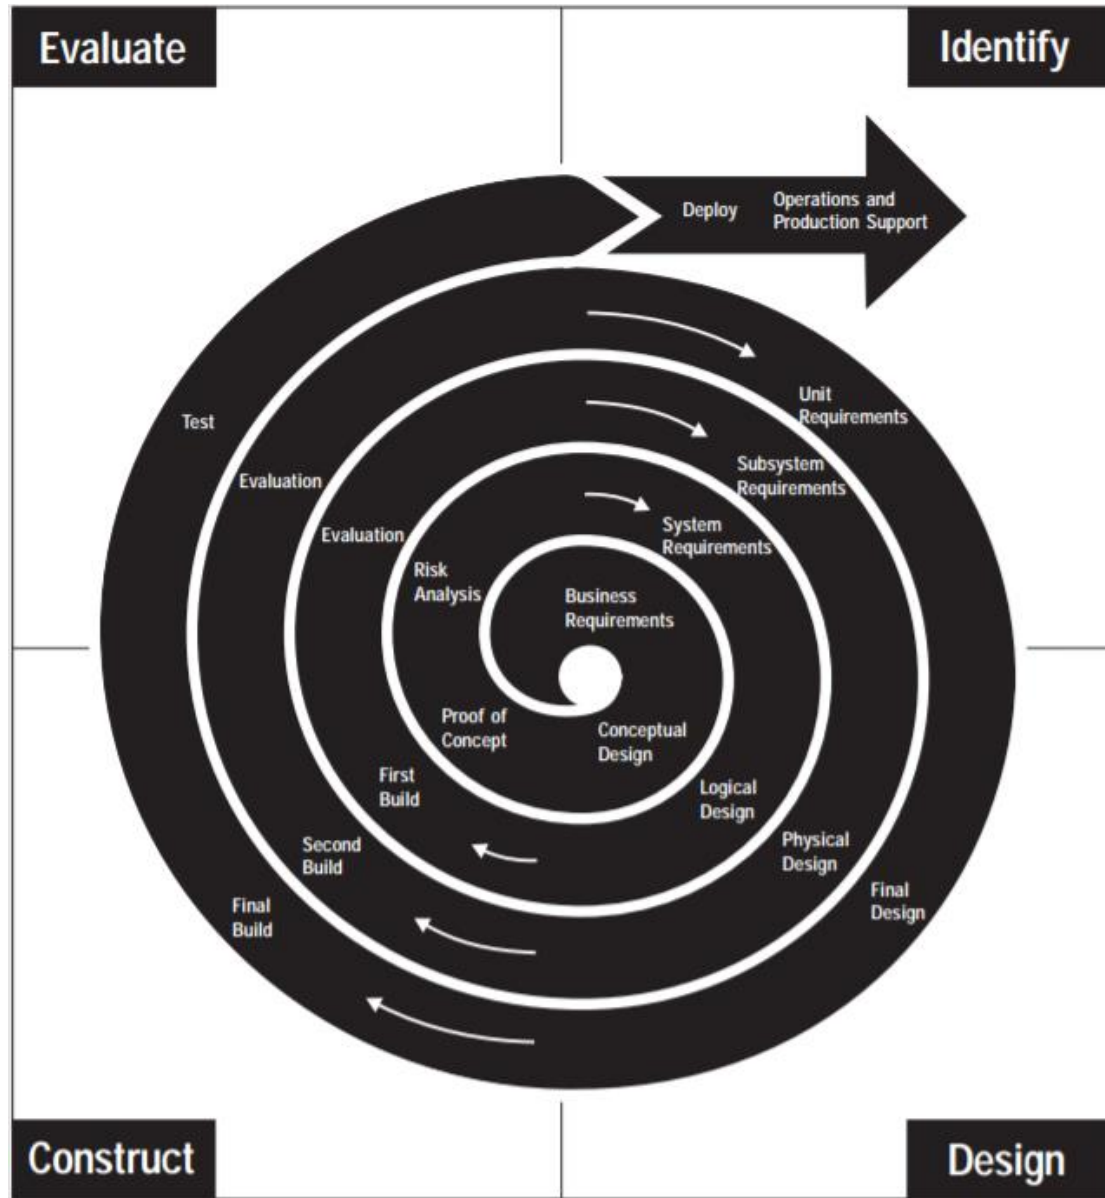 Evaluate
Identify
Deploy
Operations and
Production Support
Unit
Requirements
Subsystem
Requirements
System
Requirements
Business
Requirements
Test
Evaluation
Evaluation
Risk
Analysis
Proof of
Concept
First
Build
Second
Build
Final
Build
Conceptual
Design
Logical
Design
Physical
Design
Final
Design
Construct
Design